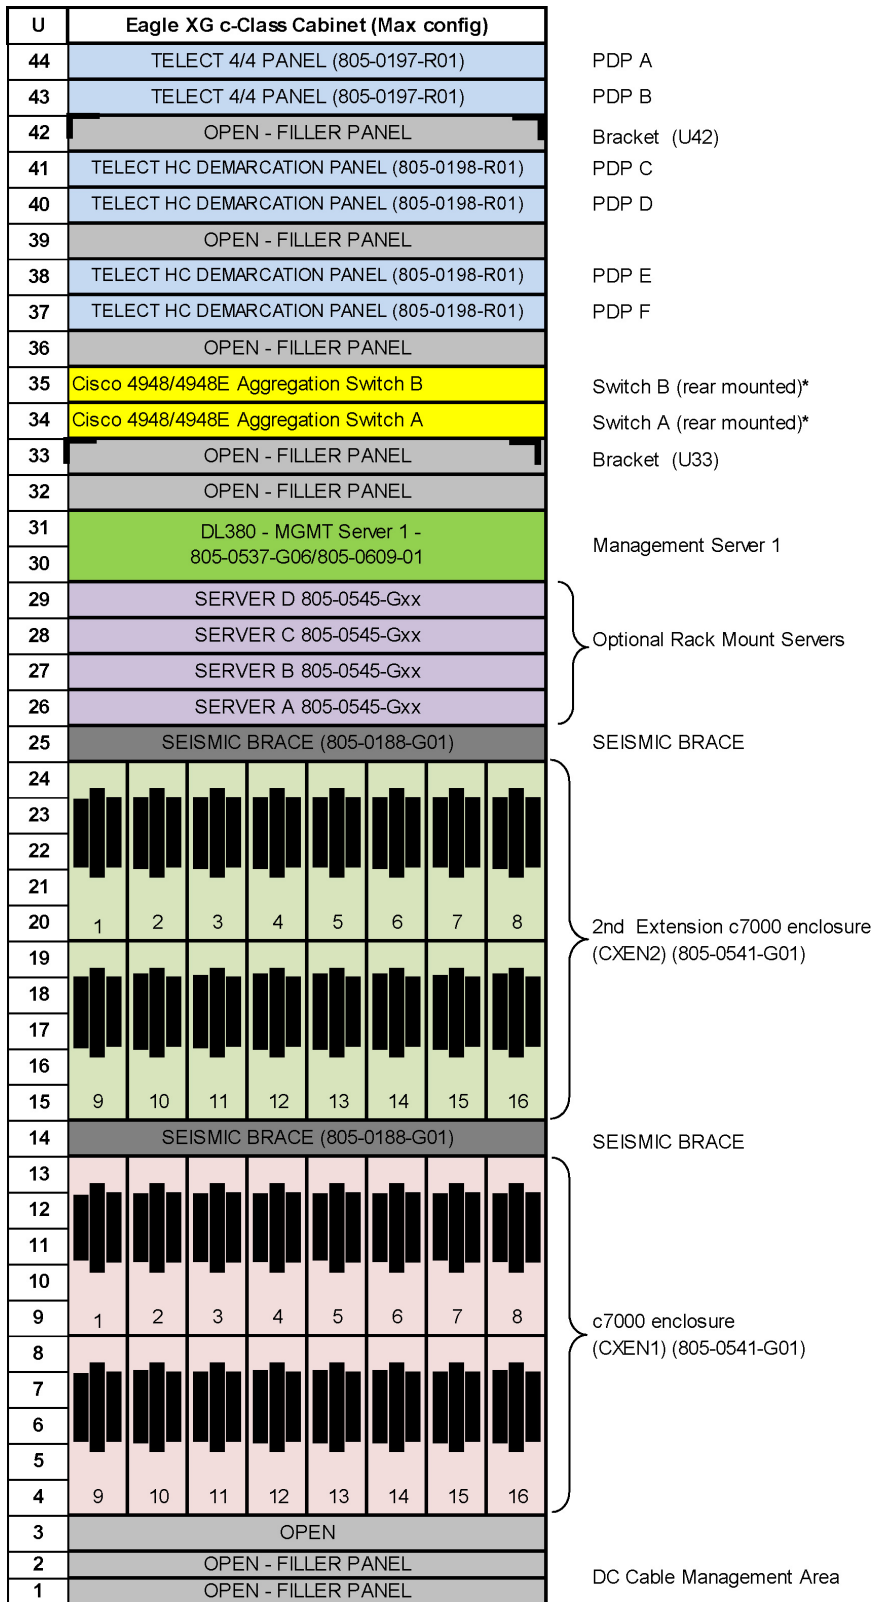 U Eagle XG c-Class Cabinet (Max config)
44 TELECT 4/4 PANEL (805-0197-R01) PDP A
43 TELECT 4/4 PANEL (805-0197-R01) PDP B
42 OPEN - FILLER PANEL Bracket (U42)
41 TELECT HC DEMARCATION PANEL (805-0198-R01) PDP C
40 TELECT HC DEMARCATION PANEL (805-0198-R01) PDP D
39 OPEN - FILLER PANEL
38 TELECT HC DEMARCATION PANEL (805-0198-R01) PDP E
37 TELECT HC DEMARCATION PANEL (805-0198-R01) PDP F
36 OPEN - FILLER PANEL
35 Cisco 4948/4948E Aggregation Switch B Switch B (rear mounted)*
34 Cisco 4948/4948E Aggregation Switch A Switch A (rear mounted)*
33 OPEN - FILLER PANEL Bracket (U33)
32 OPEN - FILLER PANEL
31 DL380 - MGMT Server 1 -
30 805-0537-G06/805-0609-01 Management Server 1
29 SERVER D 805-0545-Gxx
28 SERVER C 805-0545-Gxx Optional Rack Mount Servers
27 SERVER B 805-0545-Gxx
26 SERVER A 805-0545-Gxx
25 SEISMIC BRACE (805-0188-G01) SEISMIC BRACE
24
23
22
21
20 1 2 3 4 5 6 7 8 2nd Extension c7000 enclosure
19 (CXEN2) (805-0541-G01)
18
17
16
15 9 10 11 12 13 14 15 16
14 SEISMIC BRACE (805-0188-G01) SEISMIC BRACE
13
12
11
10
9 1 2 3 4 5 6 7 8 c7000 enclosure
8 (CXEN1) (805-0541-G01)
7
6
5
4 9 10 11 12 13 14 15 16
3 OPEN
2 OPEN - FILLER PANEL DC Cable Management Area
1 OPEN - FILLER PANEL